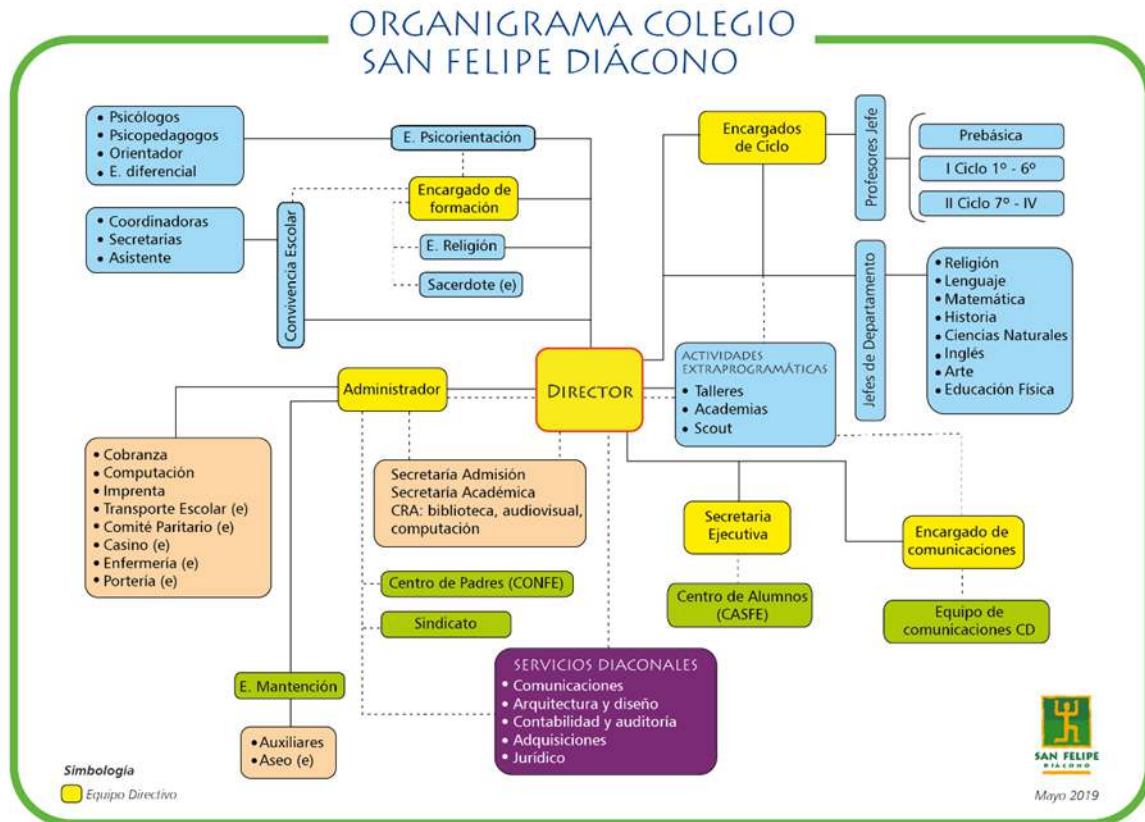 ORGANIGRAMA COLEGIO
SAN FELIPE DIÁCONO
• Psicólogos
• Psicopedagogos
• Orientador
• E. diferencial
E. Psicorientación
Encargado de
formación
• Coordinadoras
• Secretarias
• Asistente
Convivencia Escolar
E. Religión
Sacerdote (e)
Encargados
de Ciclo
Profesores Jefe
Prebásica
I Ciclo 1º - 6º
II Ciclo 7º - IV
Jefes de Departamento
• Religión
• Lenguaje
• Matemática
• Historia
• Ciencias Naturales
• Inglés
• Arte
• Educación Física
Administrador
DIRECTOR
ACTIVIDADES
EXTRAPROGRAMÁTICAS
• Talleres
• Academias
• Scout
• Cobranza
• Computación
• Imprenta
• Transporte Escolar (e)
• Comité Paritario (e)
• Casino (e)
• Enfermería (e)
• Portería (e)
Secretaría Admisión
Secretaría Académica
CRA: biblioteca, audiovisual,
computación
Secretaria
Ejecutiva
Encargado de
comunicaciones
Centro de Padres (CONFE)
Sindicato
Centro de Alumnos
(CASFE)
Equipo de
comunicaciones CD
E. Mantención
• Auxiliares
• Aseo (e)
SERVICIOS DIACONALES
• Comunicaciones
• Arquitectura y diseño
• Contabilidad y auditoría
• Adquisiciones
• Jurídico
Simbología
Equipo Directivo
SAN FELIPE
DIÁCONO
Mayo 2019